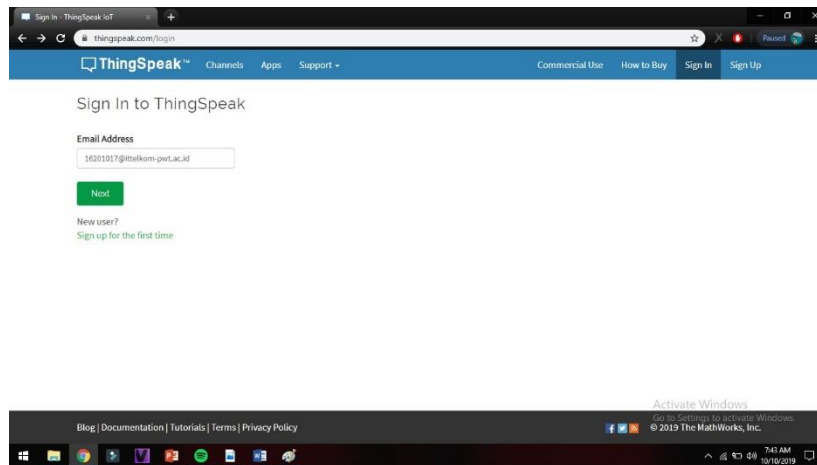 Sign In - ThingSpeak IoT
thingspeak.com/login
Paused
ThingSpeak™ Channels Apps Support Commercial Use How to Buy Sign In Sign Up
Sign In to ThingSpeak
Email Address
16201017@ittelkom-pwt.ac.id
Next
New user?
Sign up for the first time
Activate Windows
Go to Settings to activate Windows.
Blog | Documentation | Tutorials | Terms | Privacy Policy
© 2019 The MathWorks, Inc.
7:43 AM
10/10/2019